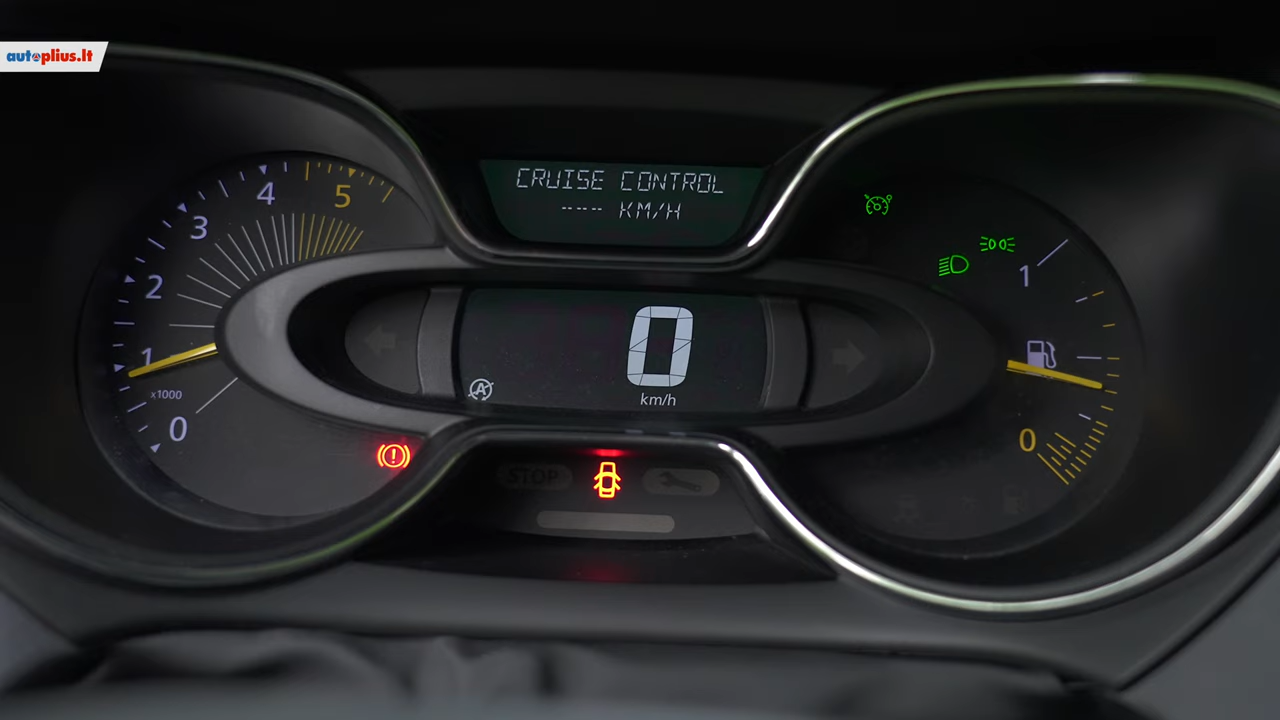 autoplius.lt
CRUISE CONTROL
---- KM/H
5
4
3
2
1
x1000
0
0
km/h
A
1
0
STOP